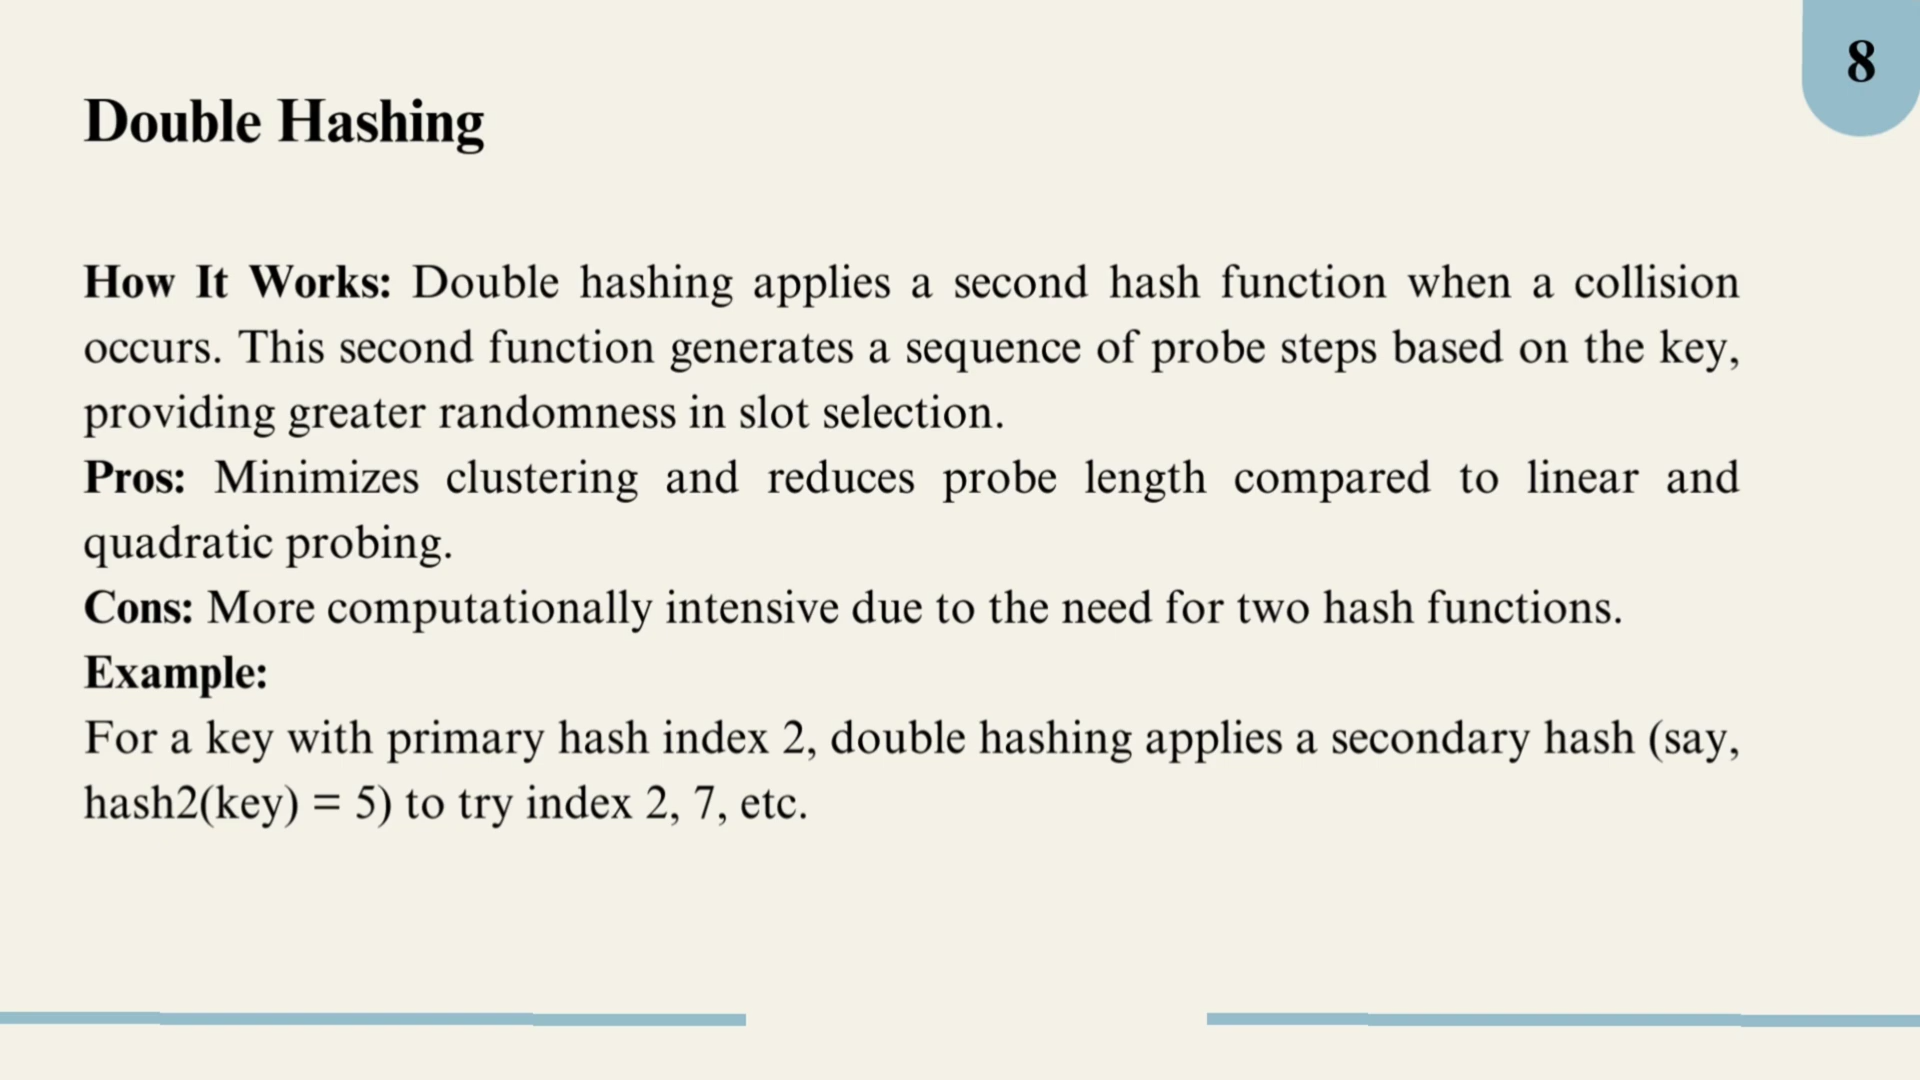 8
Double Hashing
How It Works: Double hashing applies a second hash function when a collision
occurs. This second function generates a sequence of probe steps based on the key,
providing greater randomness in slot selection.
Pros: Minimizes clustering and reduces probe length compared to linear and
quadratic probing.
Cons: More computationally intensive due to the need for two hash functions.
Example:
For a key with primary hash index 2, double hashing applies a secondary hash (say,
hash2(key) = 5) to try index 2, 7, etc.